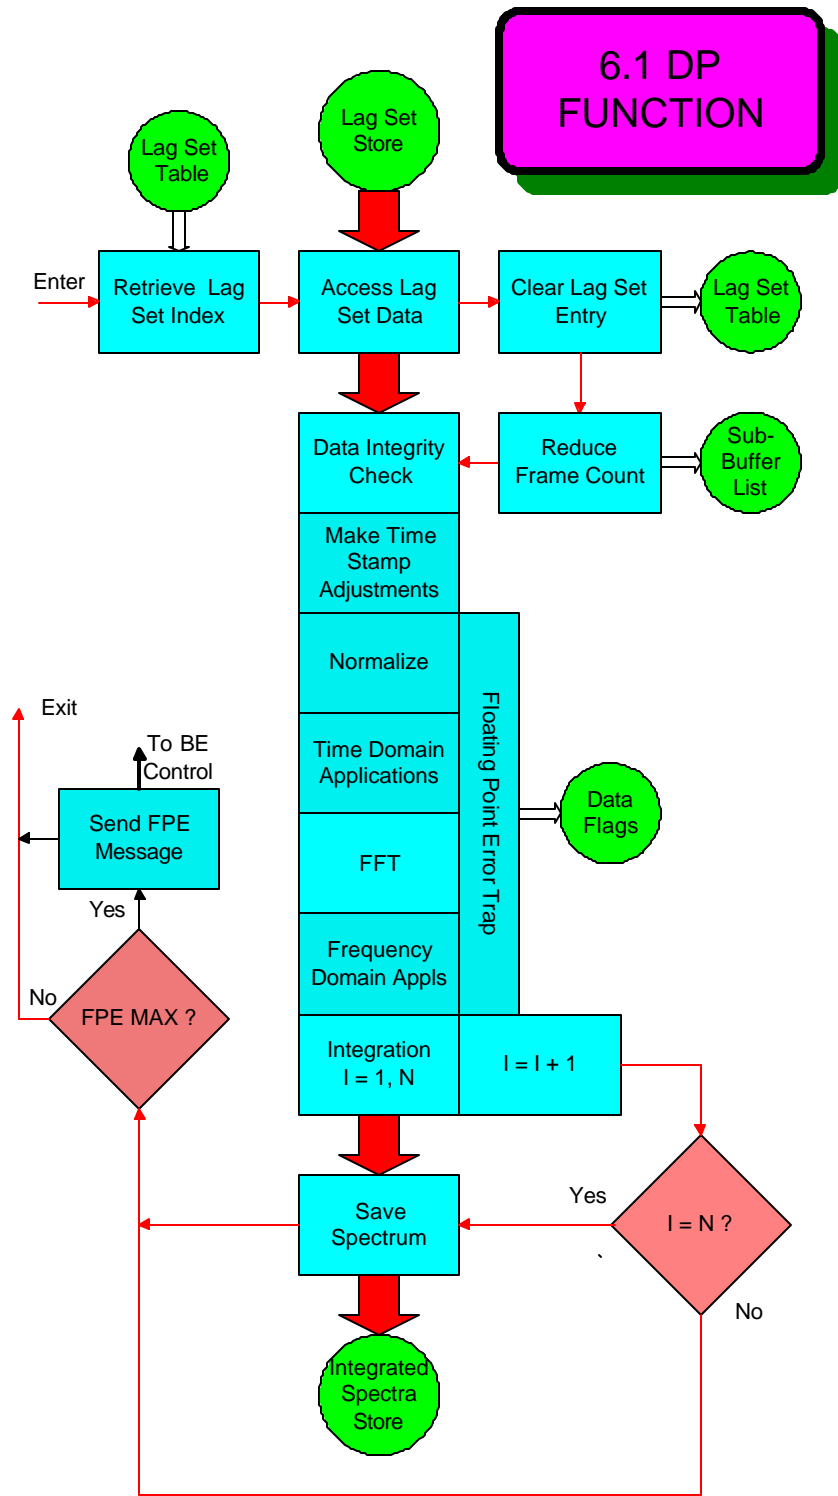 6.1 DP
FUNCTION
Lag Set
Store
Lag Set
Table
Enter
Retrieve Lag
Set Index
Access Lag
Set Data
Clear Lag Set
Entry
Lag Set
Table
Data Integrity
Check
Reduce
Frame Count
Sub-
Buffer
List
Make Time
Stamp
Adjustments
Normalize
Floating Point Error Trap
Exit
To BE
Control
Time Domain
Applications
Data
Flags
Send FPE
Message
FFT
Yes
Frequency
Domain Appls
No
FPE MAX ?
Integration
I = 1, N
I = I + 1
Yes
Save
Spectrum
I = N ?
No
Integrated
Spectra
Store